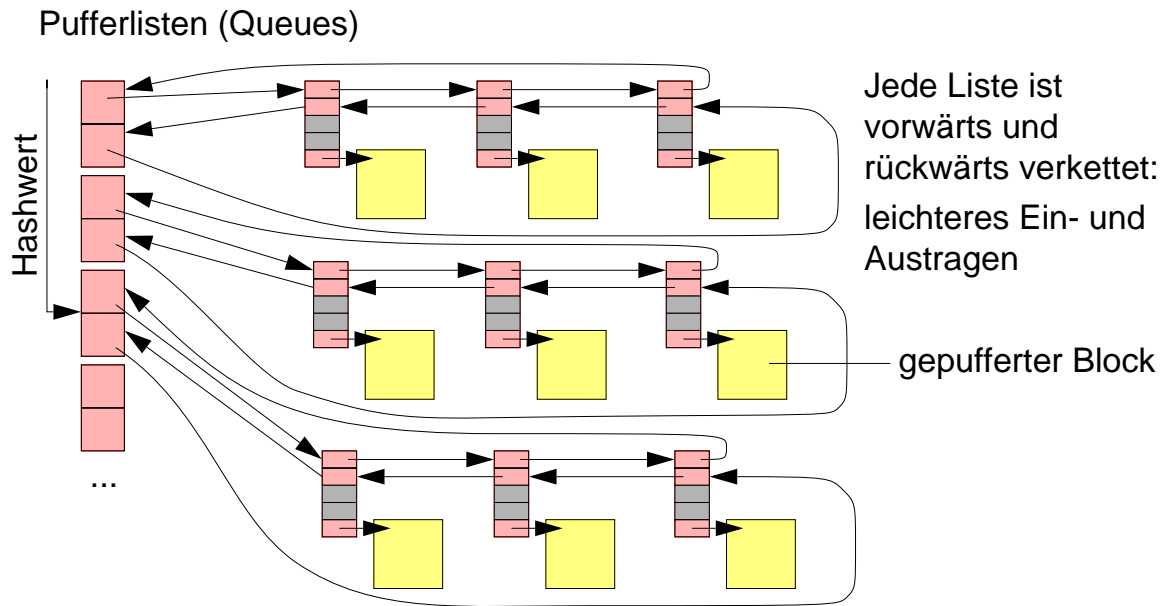 Pufferlisten (Queues)
Hashwert
Jede Liste ist
vorwärts und
rückwärts verkettet:
leichteres Ein- und
Austragen
gepufferter Block
...